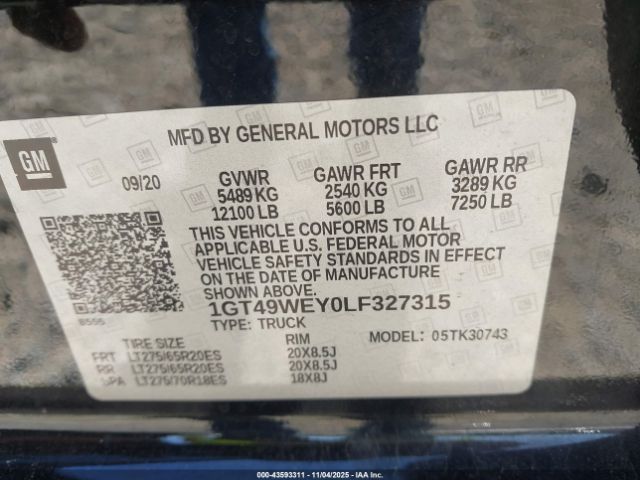 MFD BY GENERAL MOTORS LLC
GM
09/20 GVWR GAWR FRT GAWR RR
5489 KG 2540 KG 3289 KG
12100 LB 5600 LB 7250 LB
THIS VEHICLE CONFORMS TO ALL
APPLICABLE U.S. FEDERAL MOTOR
VEHICLE SAFETY STANDARDS IN EFFECT
ON THE DATE OF MANUFACTURE
SHOWN ABOVE.
1GT49WEY0LF327315
TYPE: TRUCK MODEL: 05TK30743
TIRE SIZE RIM
FRT LT275/65R20ES 20X8.5J
RR LT275/65R20ES 20X8.5J
SPA LT275/70R18ES 18X8J
000-43593311 - 11/04/2025 - IAA Inc.